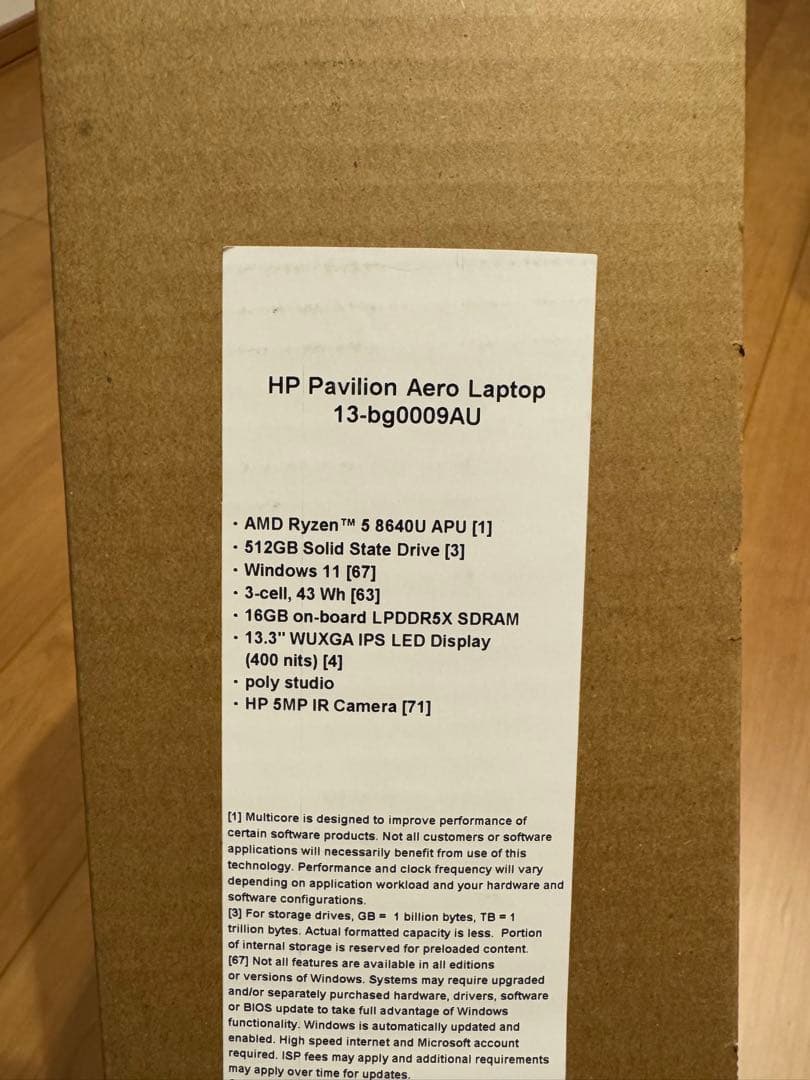 HP Pavilion Aero Laptop
13-bg0009AU
· AMD Ryzen™ 5 8640U APU [1]
· 512GB Solid State Drive [3]
· Windows 11 [67]
· 3-cell, 43 Wh [63]
· 16GB on-board LPDDR5X SDRAM
· 13.3" WUXGA IPS LED Display
(400 nits) [4]
· poly studio
· HP 5MP IR Camera [71]
[1] Multicore is designed to improve performance of
certain software products. Not all customers or software
applications will necessarily benefit from use of this
technology. Performance and clock frequency will vary
depending on application workload and your hardware and
software configurations.
[3] For storage drives, GB = 1 billion bytes, TB = 1
trillion bytes. Actual formatted capacity is less. Portion
of internal storage is reserved for preloaded content.
[67] Not all features are available in all editions
or versions of Windows. Systems may require upgraded
and/or separately purchased hardware, drivers, software
or BIOS update to take full advantage of Windows
functionality. Windows is automatically updated and
enabled. High speed internet and Microsoft account
required. ISP fees may apply and additional requirements
may apply over time for updates.